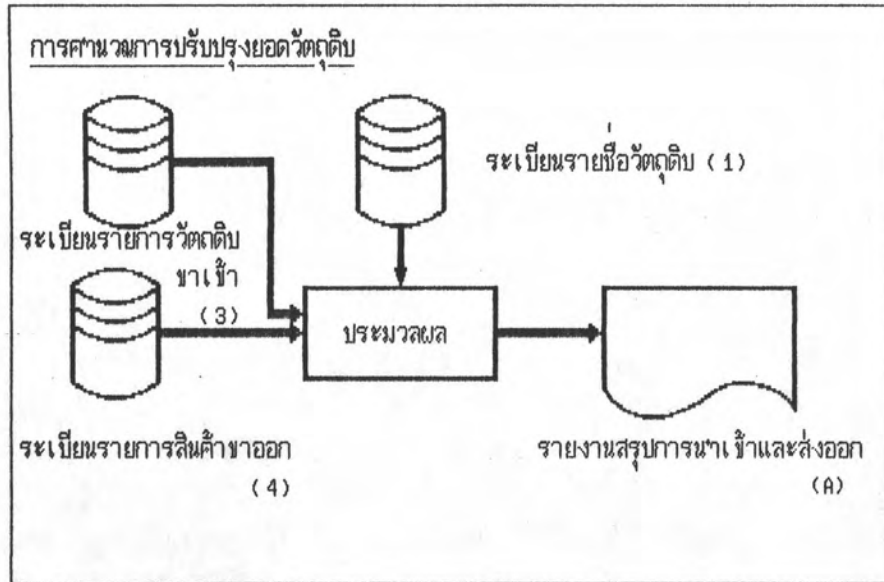 การคำนวณการปรับปรุงยอดวัตถุดิบ
ระเบียนรายชื่อวัตถุดิบ (1)
ระเบียนรายการวัตถุดิบ
ขาเข้า
(3)
ประมวลผล
ระเบียนรายการสินค้าขาออก
(4)
รายงานสรุปการนำเข้าและส่งออก
(A)